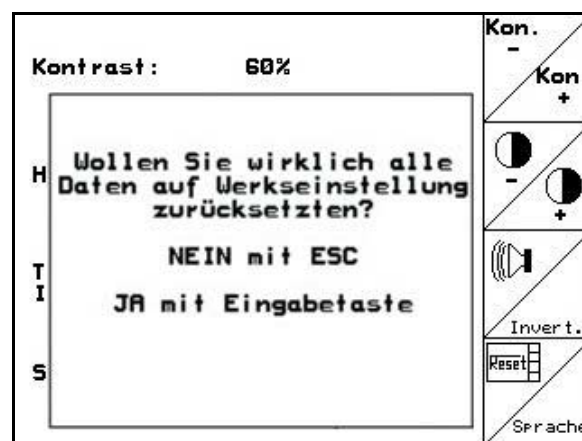 Kontrast: 60%
H
T
I
S
Wollen Sie wirklich alle
Daten auf Werkseinstellung
zurücksetzten?
NEIN mit ESC
JA mit Eingabetaste
Kon.
-
Kon
+
-
+
Invert.
Reset
Sprache